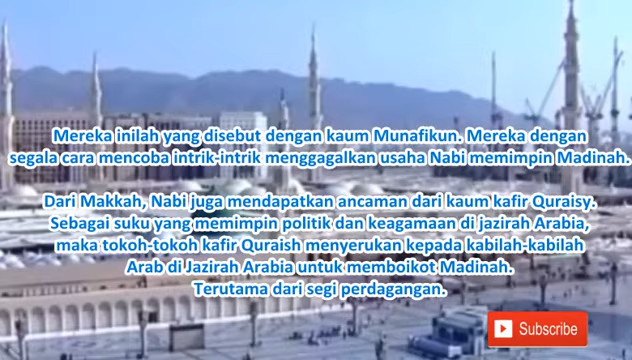 Mereka inilah yang disebut dengan kaum Munafikun. Mereka dengan
segala cara mencoba intrik-intrik menggagalkan usaha Nabi memimpin Madinah.
Dari Makkah, Nabi juga mendapatkan ancaman dari kaum kafir Quraisy.
Sebagai suku yang memimpin politik dan keagamaan di jazirah Arabia,
maka tokoh-tokoh kafir Quraish menyerukan kepada kabilah-kabilah
Arab di Jazirah Arabia untuk memboikot Madinah.
Terutama dari segi perdagangan.
Subscribe